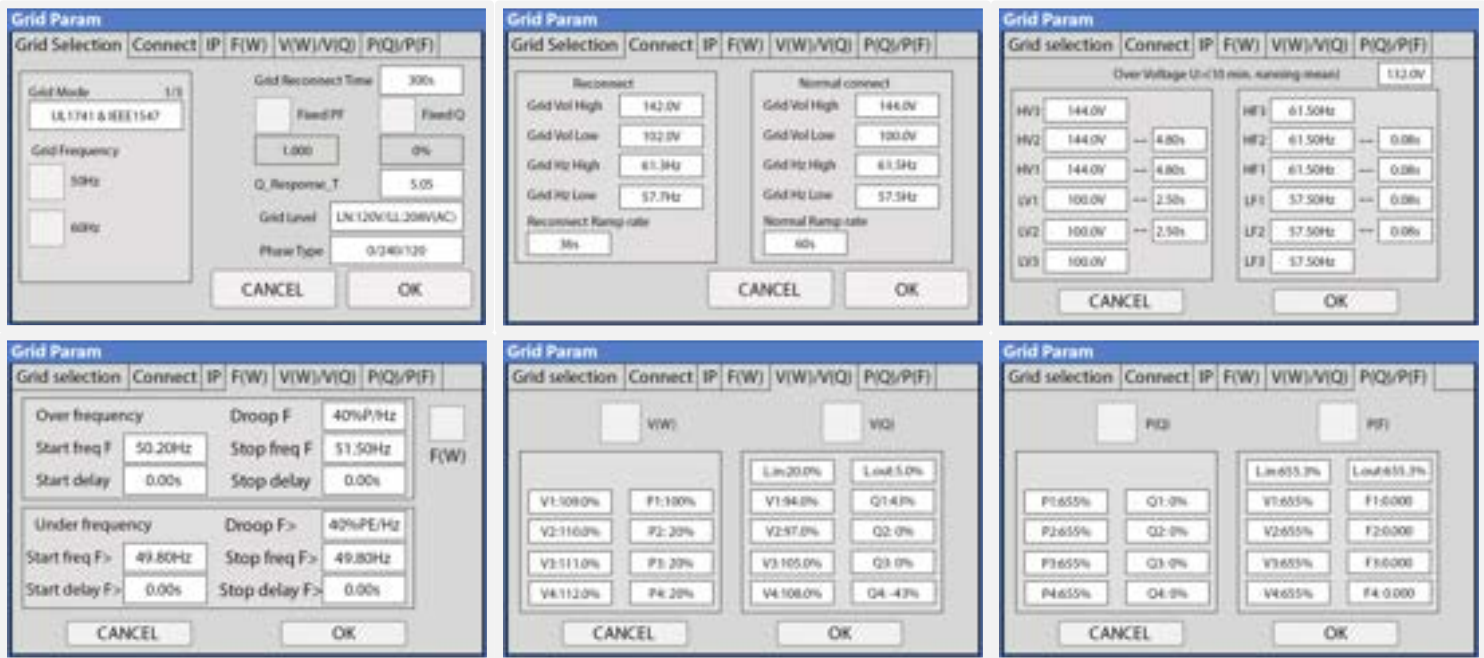 Grid Param
Grid Selection Connect IP F(W) V(W)/V(Q) P(Q)/P(F)
Grid Mode 1/3
UL1741 & IEEE1547
Grid Frequency
50Hz
60Hz
Grid Reconnect Time 300s
Fixed PF Fixed Q
1.000 0%
Q_Response_T 5.05
Grid Level LN:120V/LL:208V(AC)
Phase Type 0/240/120
CANCEL OK
Grid Param
Grid Selection Connect IP F(W) V(W)/V(Q) P(Q)/P(F)
Reconnect
Grid Vol High 142.0V
Grid Vol Low 102.0V
Grid Hz High 61.3Hz
Grid Hz Low 57.7Hz
Reconnect Ramp rate
36s
Normal connect
Grid Vol High 144.0V
Grid Vol Low 100.0V
Grid Hz High 61.5Hz
Grid Hz Low 57.5Hz
Normal Ramp rate
60s
CANCEL OK
Grid Param
Grid selection Connect IP F(W) V(W)/V(Q) P(Q)/P(F)
Over Voltage U>(10 min. running mean) 132.0V
HV3 144.0V
HV2 144.0V -- 4.80s
HV1 144.0V -- 4.80s
LV1 100.0V -- 2.50s
LV2 100.0V -- 2.50s
LV3 100.0V
HF3 61.50Hz
HF2 61.50Hz -- 0.08s
HF1 61.50Hz -- 0.08s
LF1 57.50Hz -- 0.08s
LF2 57.50Hz -- 0.08s
LF3 57.50Hz
CANCEL OK
Grid Param
Grid selection Connect IP F(W) V(W)/V(Q) P(Q)/P(F)
Over frequency Droop F 40%P/Hz
Start freq F 50.20Hz Stop freq F 51.50Hz
Start delay 0.00s Stop delay 0.00s
F(W)
Under frequency Droop F> 40%PE/Hz
Start freq F> 49.80Hz Stop freq F> 49.80Hz
Start delay F> 0.00s Stop delay F> 0.00s
CANCEL OK
Grid Param
Grid selection Connect IP F(W) V(W)/V(Q) P(Q)/P(F)
V(W) V(Q)
V1:108.0% P1:100%
V2:110.0% P2: 20%
V3:111.0% P3: 20%
V4:112.0% P4: 20%
L.in:20.0% L.out:5.0%
V1:94.0% Q1:43%
V2:97.0% Q2: 0%
V3:105.0% Q3: 0%
V4:108.0% Q4: -43%
CANCEL OK
Grid Param
Grid selection Connect IP F(W) V(W)/V(Q) P(Q)/P(F)
P(Q) P(F)
P1:655% Q1: 0%
P2:655% Q2: 0%
P3:655% Q3: 0%
P4:655% Q4: 0%
L.in:655.3% L.out:655.3%
V1:655% F1:0.000
V2:655% F2:0.000
V3:655% F3:0.000
V4:655% F4: 0.000
CANCEL OK